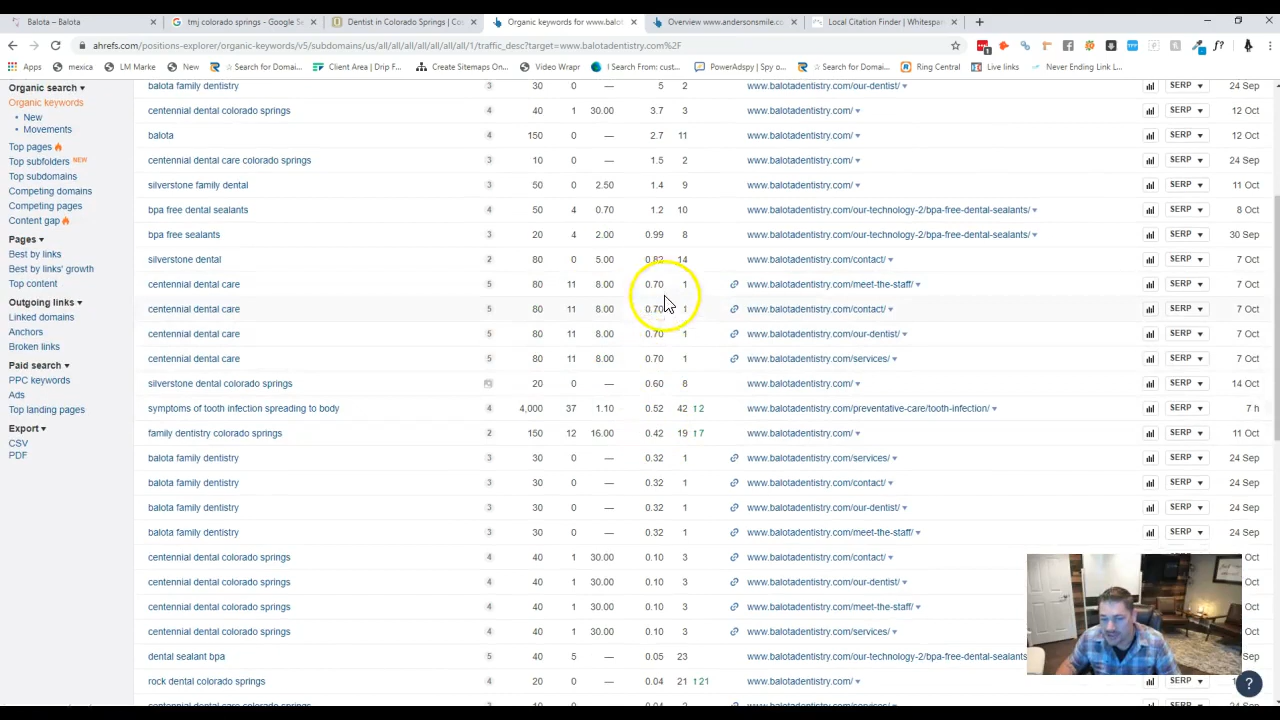 Balota – Balota
tmj colorado springs - Google Se
Dentist in Colorado Springs | Cos
Organic keywords for www.balot
Overview www.andersonsmile.c
Local Citation Finder | Whitespar
ahrefs.com/positions-explorer/organic-keywords/v5/subdomains/us/all/all/all/all/all/all/1/traffic_desc?target=www.balotadentistry.com%2F
Apps mexica LM Marke New ☆ Search for Domai... Client Area | Drip F... Create Sitemaps On... Video Wrap I Search From: cust... PowerAdspy | Spy o... ☆ Search for Domai... Ring Central Live links Never Ending Link L...
Organic search
Organic keywords
New
Movements
Top pages
Top subfolders NEW
Top subdomains
Competing domains
Competing pages
Content gap
Pages
Best by links
Best by links' growth
Top content
Outgoing links
Linked domains
Anchors
Broken links
Paid search
PPC keywords
Ads
Top landing pages
Export
CSV
PDF
balota family dentistry 3 30 0 — 5 2 www.balotadentistry.com/our-dentist/ SERP 24 Sep
centennial dental colorado springs 4 40 1 30.00 3.7 3 www.balotadentistry.com/ SERP 12 Oct
balota 4 150 0 — 2.7 11 www.balotadentistry.com/ SERP 12 Oct
centennial dental care colorado springs 3 10 0 — 1.5 2 www.balotadentistry.com/ SERP 24 Sep
silverstone family dental 3 50 0 2.50 1.4 9 www.balotadentistry.com/ SERP 11 Oct
bpa free dental sealants 4 50 4 0.70 1.2 10 www.balotadentistry.com/our-technology-2/bpa-free-dental-sealants/ SERP 8 Oct
bpa free sealants 3 20 4 2.00 0.99 8 www.balotadentistry.com/our-technology-2/bpa-free-dental-sealants/ SERP 30 Sep
silverstone dental 2 80 0 5.00 0.82 14 www.balotadentistry.com/contact/ SERP 7 Oct
centennial dental care 5 80 11 8.00 0.70 1 www.balotadentistry.com/meet-the-staff/ SERP 7 Oct
centennial dental care 5 80 11 8.00 0.70 1 www.balotadentistry.com/contact/ SERP 7 Oct
centennial dental care 5 80 11 8.00 0.70 1 www.balotadentistry.com/our-dentist/ SERP 7 Oct
centennial dental care 5 80 11 8.00 0.70 1 www.balotadentistry.com/services/ SERP 7 Oct
silverstone dental colorado springs 20 0 — 0.60 8 www.balotadentistry.com/ SERP 14 Oct
symptoms of tooth infection spreading to body 4 4,000 37 1.10 0.52 42 ↑2 www.balotadentistry.com/preventative-care/tooth-infection/ SERP 7 h
family dentistry colorado springs 2 150 12 16.00 0.42 19 ↑7 www.balotadentistry.com/ SERP 11 Oct
balota family dentistry 3 30 0 — 0.32 1 www.balotadentistry.com/services/ SERP 24 Sep
balota family dentistry 3 30 0 — 0.32 1 www.balotadentistry.com/contact/ SERP 24 Sep
balota family dentistry 3 30 0 — 0.32 1 www.balotadentistry.com/our-dentist/ SERP 24 Sep
balota family dentistry 3 30 0 — 0.32 1 www.balotadentistry.com/meet-the-staff/ SERP 24 Sep
centennial dental colorado springs 4 40 1 30.00 0.10 3 www.balotadentistry.com/contact/ Oct
centennial dental colorado springs 4 40 1 30.00 0.10 3 www.balotadentistry.com/our-dentist/ Oct
centennial dental colorado springs 4 40 1 30.00 0.10 3 www.balotadentistry.com/meet-the-staff/ Oct
centennial dental colorado springs 4 40 1 30.00 0.10 3 www.balotadentistry.com/services/ Oct
dental sealant bpa 5 40 5 — 0.05 23 www.balotadentistry.com/our-technology-2/bpa-free-dental-sealants Sep
rock dental colorado springs 4 20 0 — 0.04 21 ↑21 www.balotadentistry.com/ SERP
?